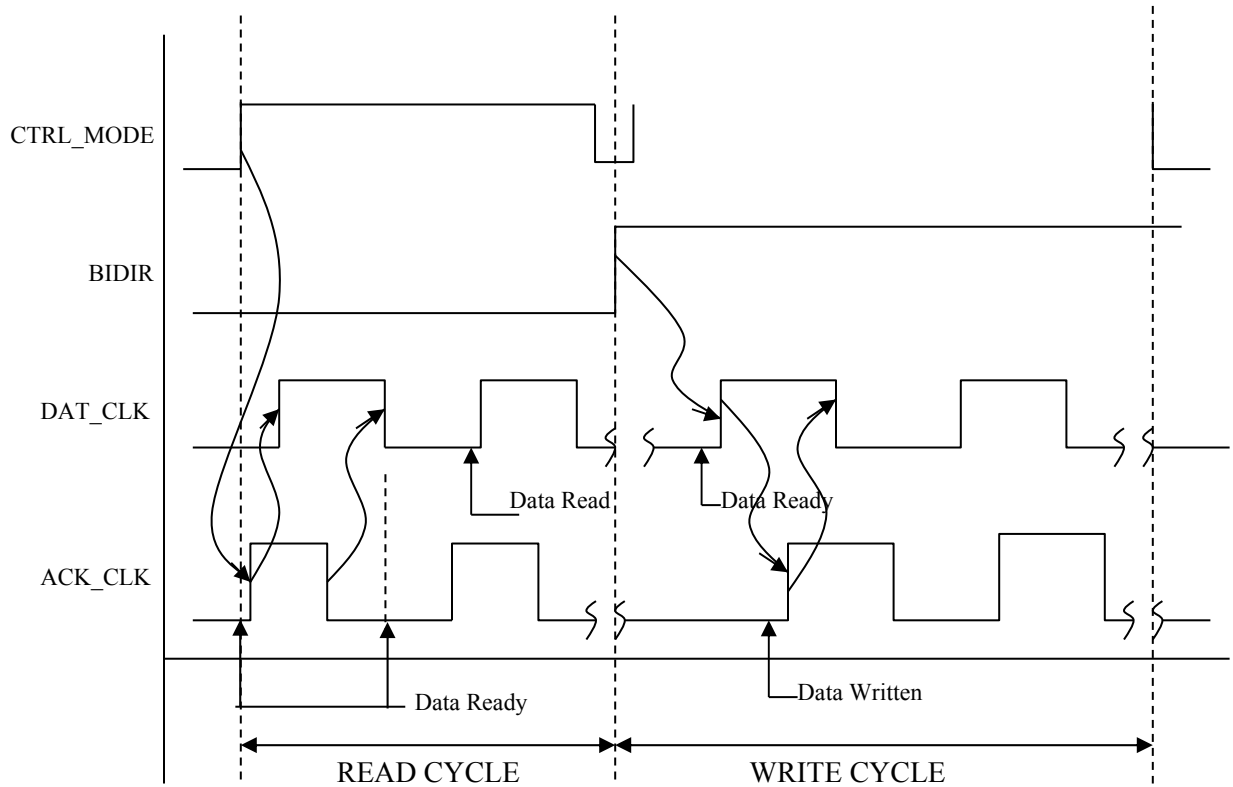 CTRL_MODE
BIDIR
DAT_CLK
Data Read
Data Ready
ACK_CLK
Data Ready
Data Written
READ CYCLE
WRITE CYCLE